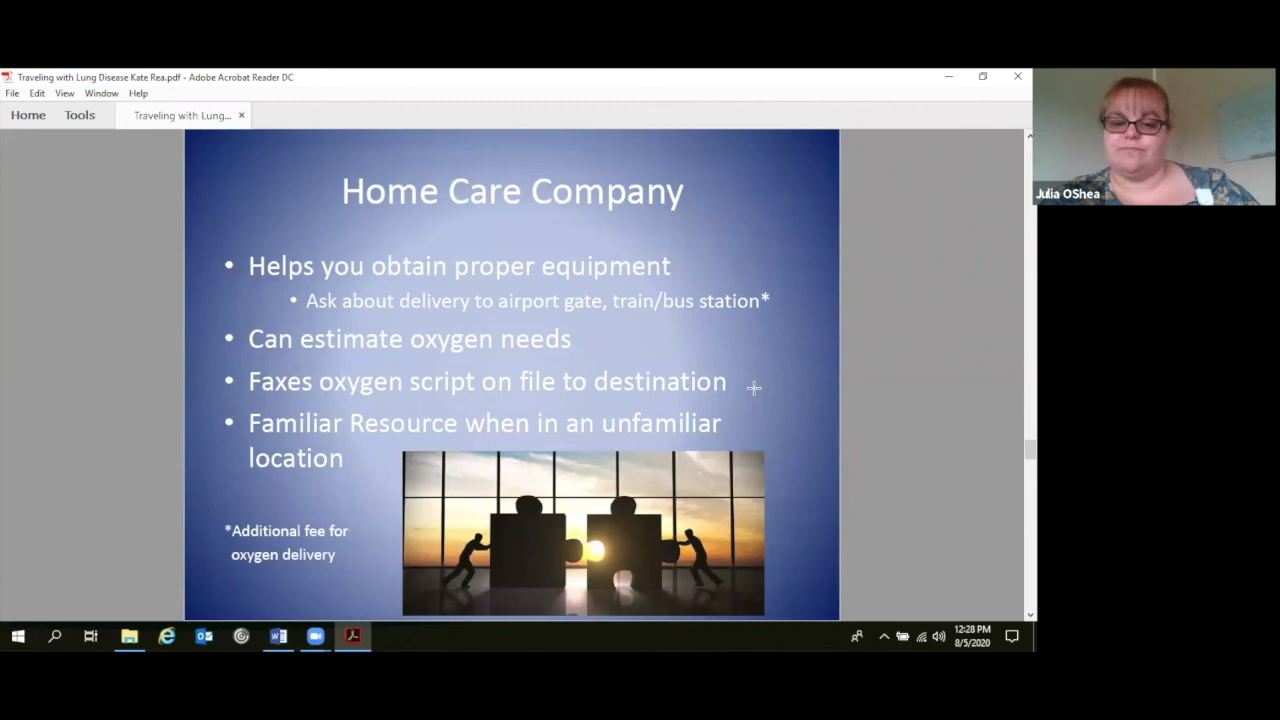 Traveling with Lung Disease Kate Rea.pdf - Adobe Acrobat Reader DC
File Edit View Window Help
Home Tools Traveling with Lung...
Julia OShea
Home Care Company
• Helps you obtain proper equipment
• Ask about delivery to airport gate, train/bus station*
• Can estimate oxygen needs
• Faxes oxygen script on file to destination
• Familiar Resource when in an unfamiliar
location
*Additional fee for
oxygen delivery
12:28 PM
8/5/2020